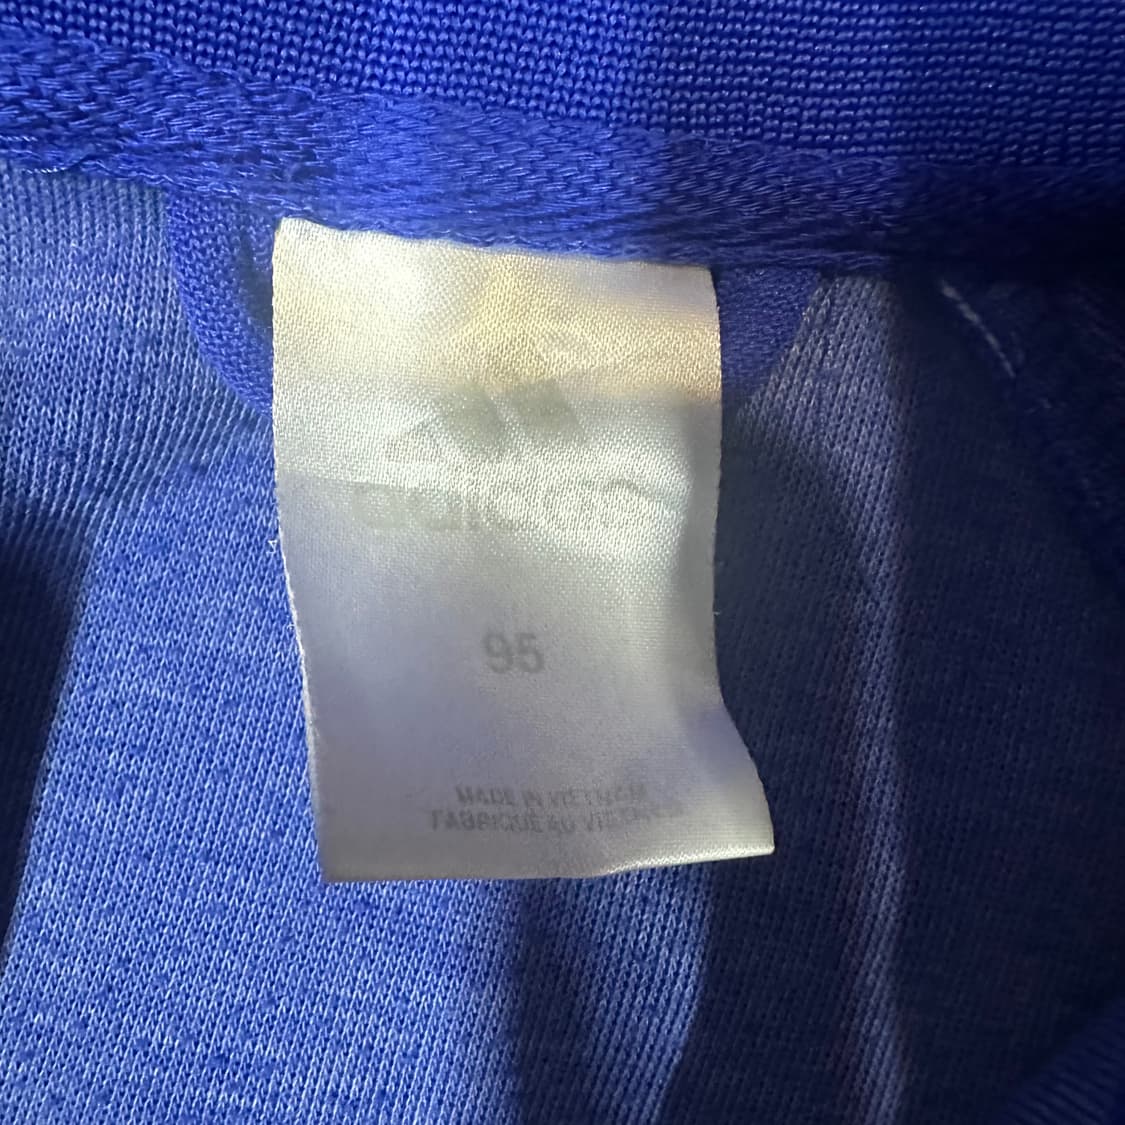 adidas
95
MADE IN VIETNAM
FABRIQUE AU VIETNAM